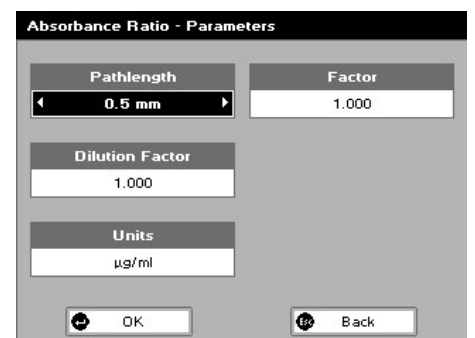 Absorbance Ratio - Parameters
Pathlength
0.5 mm
Factor
1.000
Dilution Factor
1.000
Units
µg/ml
OK
Esc Back